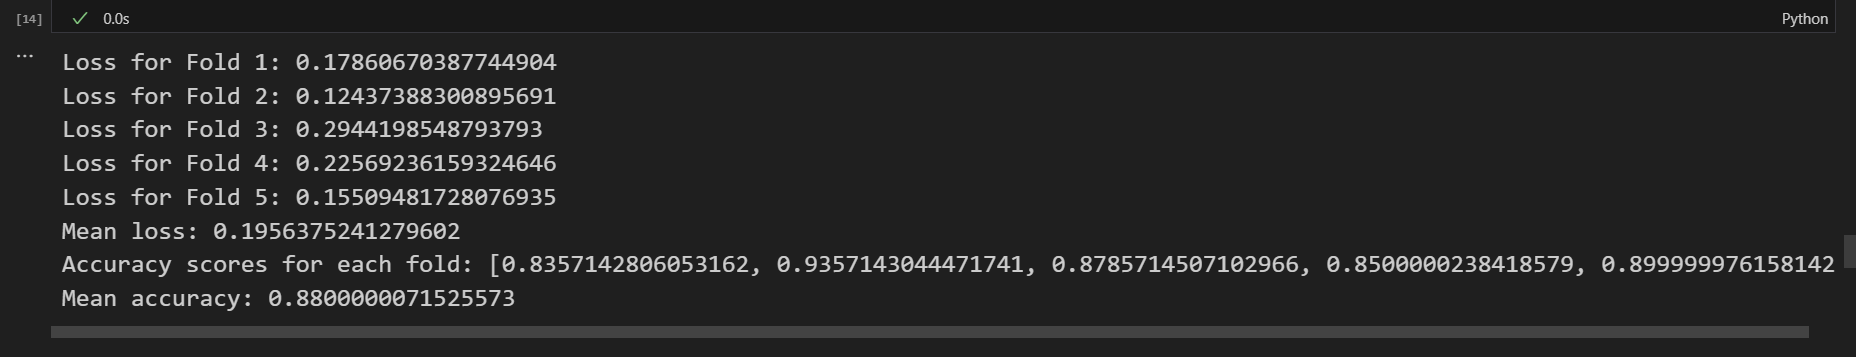 [14] 0.0s Python
... Loss for Fold 1: 0.17860670387744904
Loss for Fold 2: 0.12437388300895691
Loss for Fold 3: 0.2944198548793793
Loss for Fold 4: 0.22569236159324646
Loss for Fold 5: 0.15509481728076935
Mean loss: 0.1956375241279602
Accuracy scores for each fold: [0.8357142806053162, 0.9357143044471741, 0.8785714507102966, 0.8500000238418579, 0.899999976158142
Mean accuracy: 0.8800000071525573